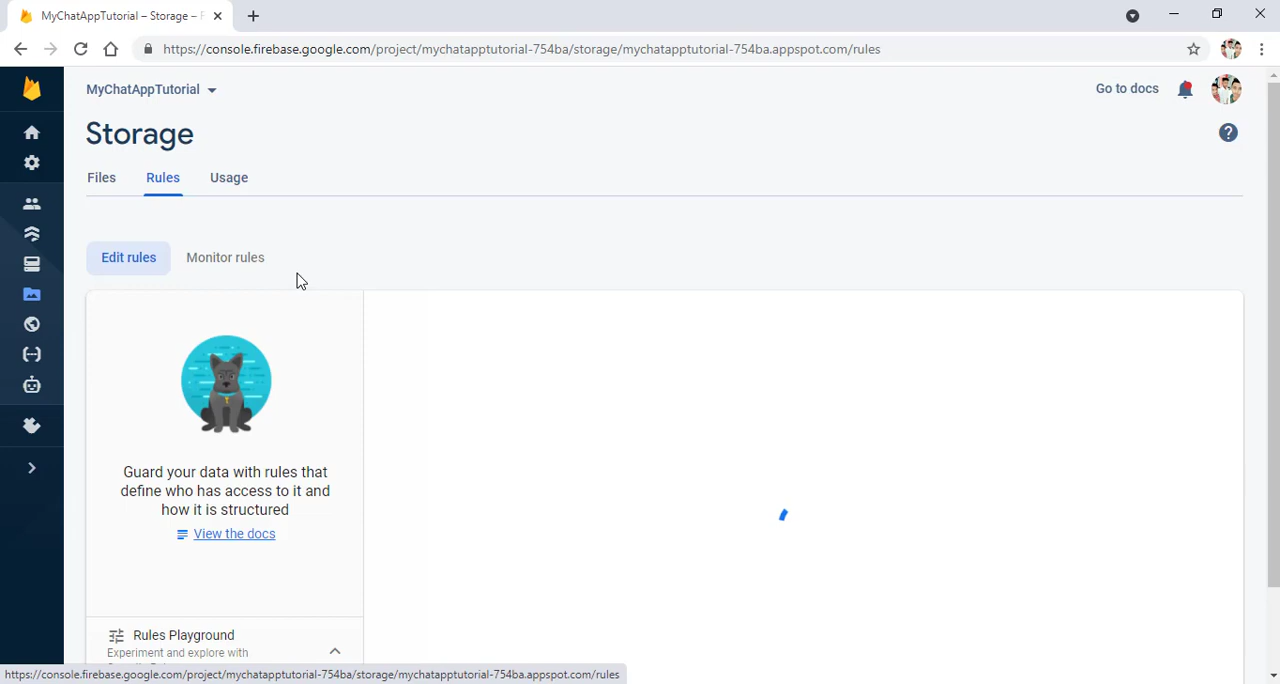 MyChatAppTutorial – Storage – F
https://console.firebase.google.com/project/mychatapptutorial-754ba/storage/mychatapptutorial-754ba.appspot.com/rules
MyChatAppTutorial
Go to docs
Storage
Files
Rules
Usage
Edit rules
Monitor rules
Guard your data with rules that
define who has access to it and
how it is structured
View the docs
Rules Playground
Experiment and explore with
https://console.firebase.google.com/project/mychatapptutorial-754ba/storage/mychatapptutorial-754ba.appspot.com/rules